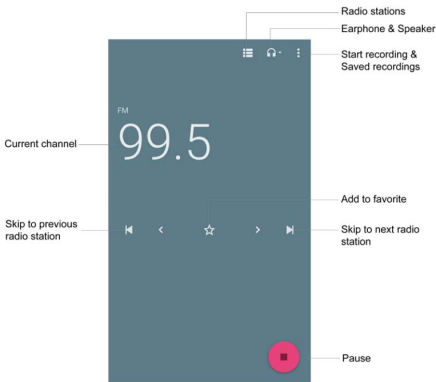 Radio stations
Earphone & Speaker
Start recording &
Saved recordings
FM
99.5
Current channel
Add to favorite
Skip to previous
radio station
Skip to next radio
station
Pause